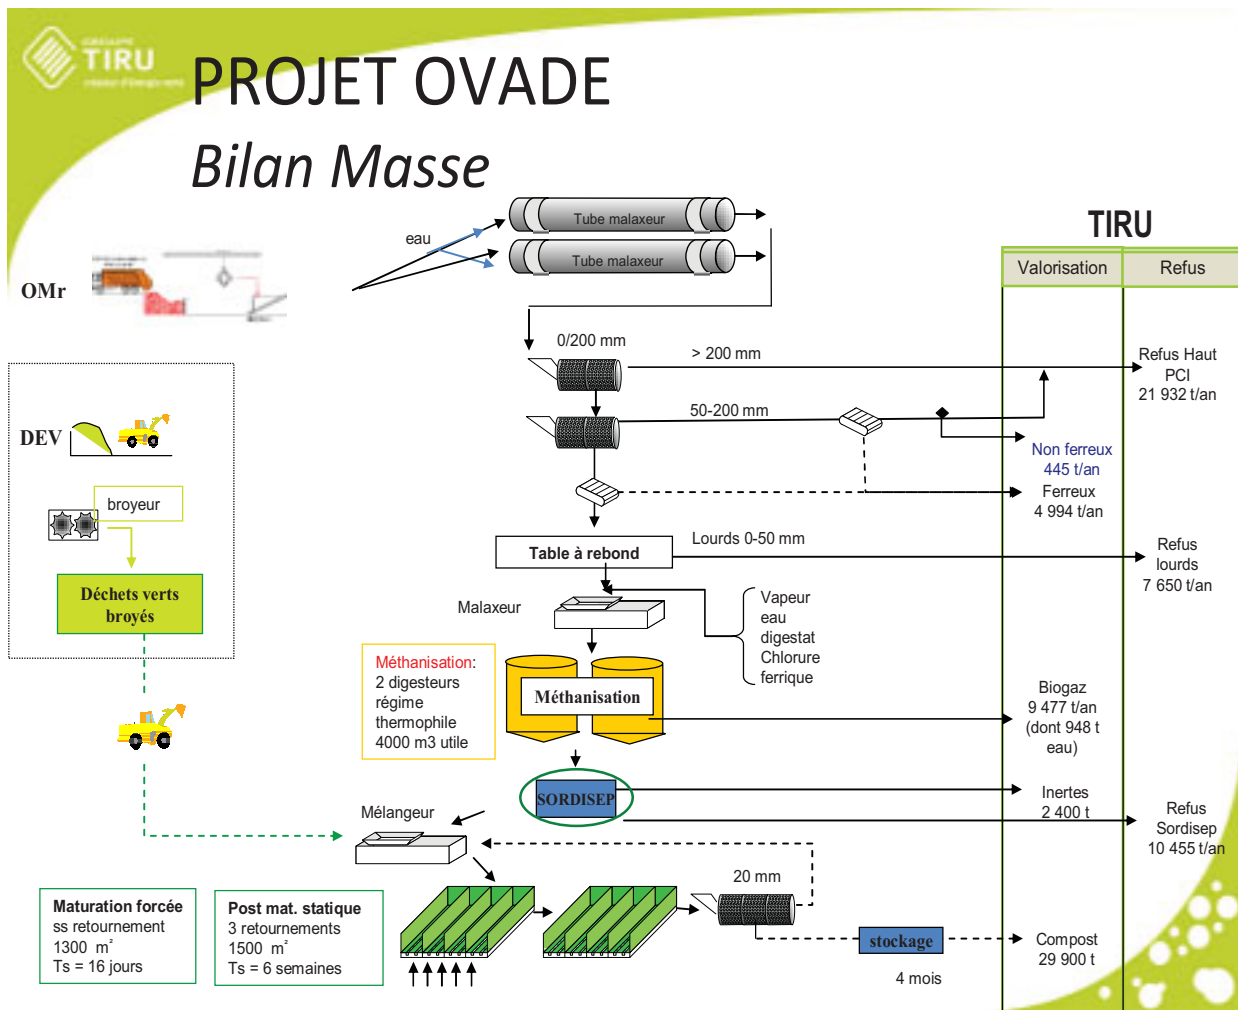 GROUPE
TIRU
PROJET OVADE
Bilan Masse
Tube malaxeur
eau
Tube malaxeur
TIRU
Valorisation
Refus
OMr
0/200 mm
> 200 mm
Refus Haut
PCI
21 932 t/an
50-200 mm
DEV
Non ferreux
445 t/an
Ferreux
4 994 t/an
broyeur
Table à rebond
Lourds 0-50 mm
Refus
lourds
7 650 t/an
Déchets verts
broyés
Malaxeur
Vapeur
eau
digestat
Chlorure
ferrique
Méthanisation:
2 digesteurs
régime
thermophile
4000 m3 utile
Méthanisation
Biogaz
9 477 t/an
(dont 948 t
eau)
SORDISEP
Inertes
2 400 t
Refus
Sordisep
10 455 t/an
Mélangeur
20 mm
Maturation forcée
ss retournement
1300 m²
Ts = 16 jours
Post mat. statique
3 retournements
1500 m²
Ts = 6 semaines
stockage
4 mois
Compost
29 900 t